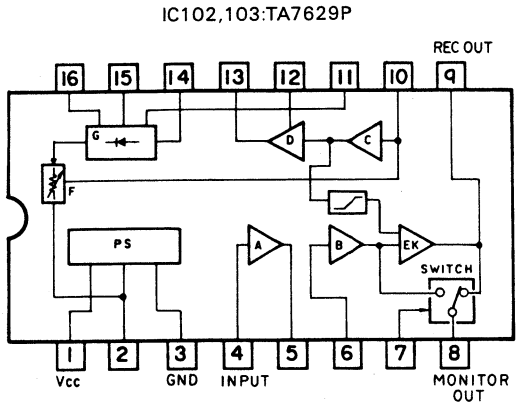 IC102,103:TA7629P
REC OUT
16 15 14 13 12 11 10 9
G
D
C
F
PS
A
B
EK
SWITCH
1 2 3 4 5 6 7 8
Vcc
GND
INPUT
MONITOR
OUT